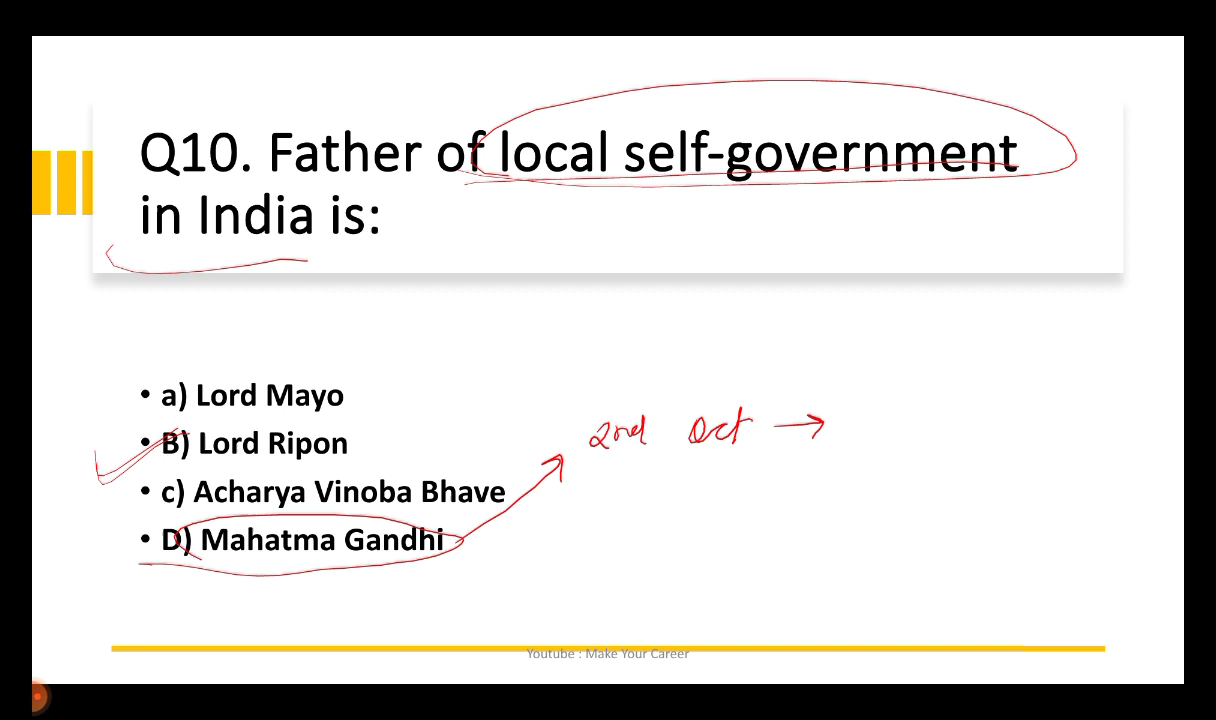 Q10. Father of local self-government
in India is:
• a) Lord Mayo
• B) Lord Ripon
2nd Oct →
• c) Acharya Vinoba Bhave
• D) Mahatma Gandhi
Youtube : Make Your Career